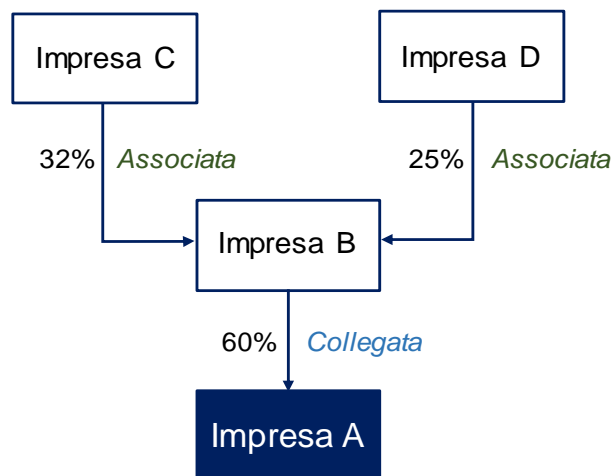 Impresa C
Impresa D
32% Associata
25% Associata
Impresa B
60% Collegata
Impresa A